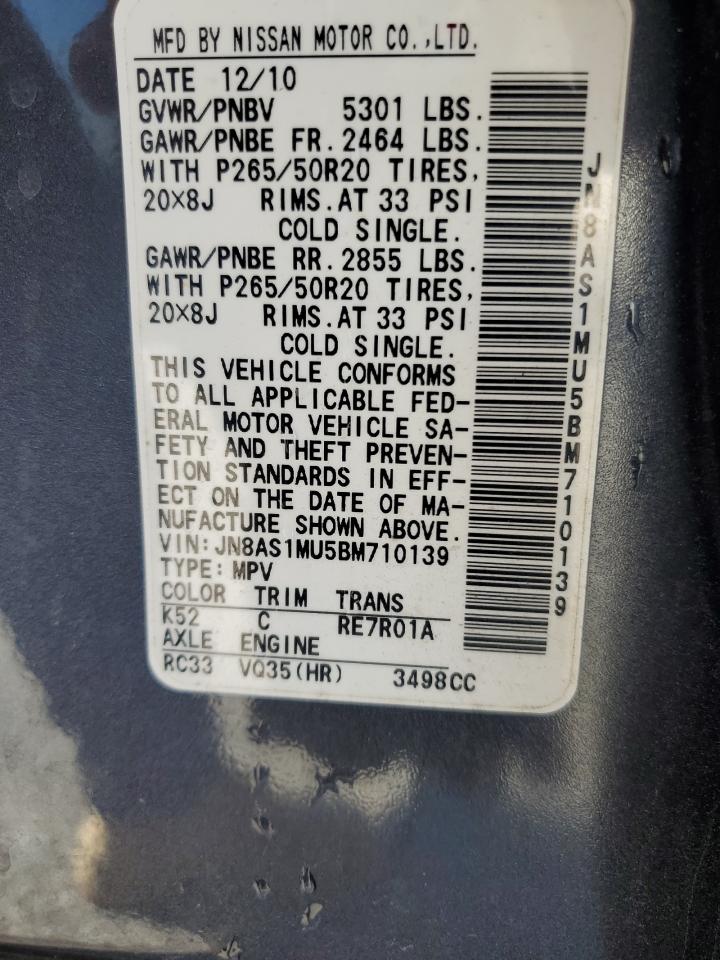 MFD BY NISSAN MOTOR CO.,LTD.
DATE 12/10
GVWR/PNBV 5301 LBS.
GAWR/PNBE FR. 2464 LBS.
WITH P265/50R20 TIRES,
20×8J RIMS. AT 33 PSI
COLD SINGLE.
GAWR/PNBE RR. 2855 LBS.
WITH P265/50R20 TIRES,
20×8J RIMS. AT 33 PSI
COLD SINGLE.
THIS VEHICLE CONFORMS
TO ALL APPLICABLE FED-
ERAL MOTOR VEHICLE SA-
FETY AND THEFT PREVEN-
TION STANDARDS IN EFF-
ECT ON THE DATE OF MA-
NUFACTURE SHOWN ABOVE.
VIN: JN8AS1MU5BM710139
TYPE: MPV
COLOR TRIM TRANS
K52 C RE7R01A
AXLE ENGINE
RC33 VQ35(HR) 3498CC
JN8AS1MU5BM710139